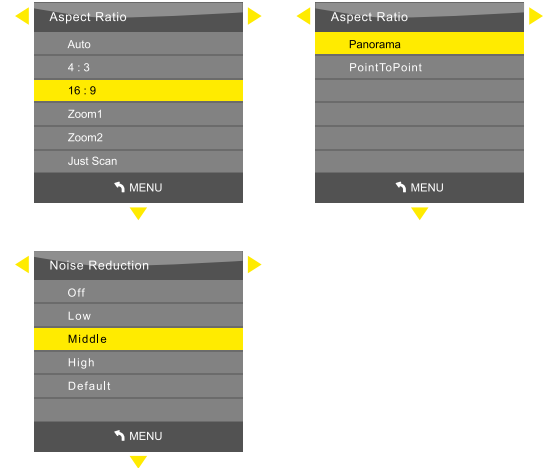 Aspect Ratio
Auto
4 : 3
16 : 9
Zoom1
Zoom2
Just Scan
MENU
Aspect Ratio
Panorama
PointToPoint
MENU
Noise Reduction
Off
Low
Middle
High
Default
MENU